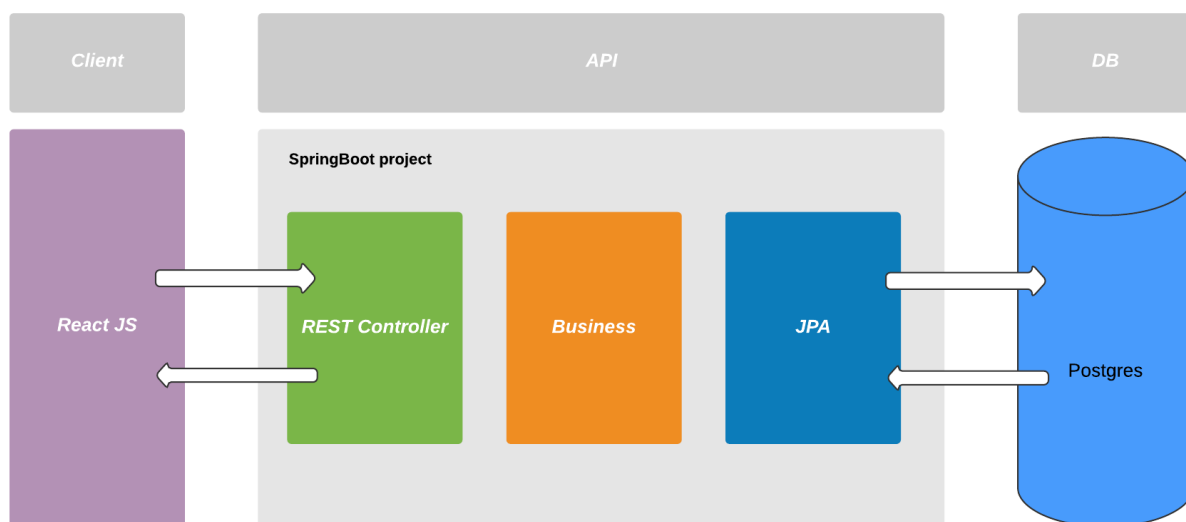 Client
API
DB
SpringBoot project
React JS
REST Controller
Business
JPA
Postgres